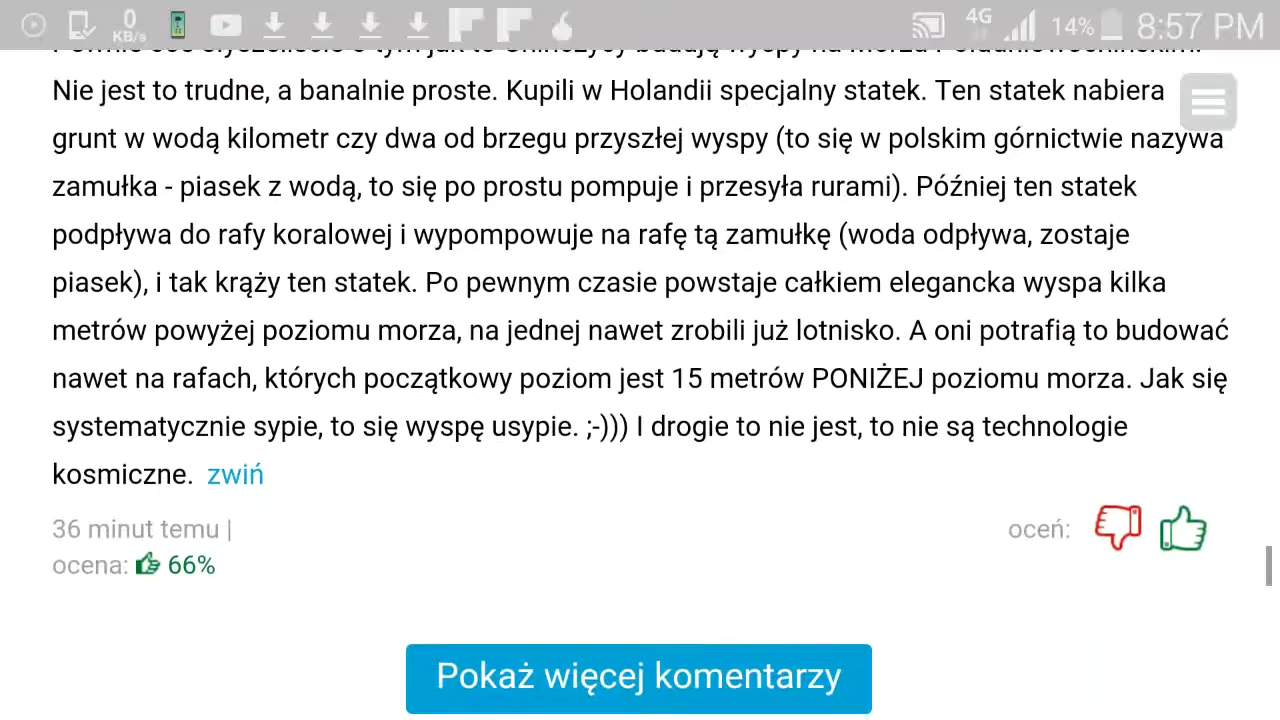 0
KB/s
4G
14%
8:57 PM
Nie jest to trudne, a banalnie proste. Kupili w Holandii specjalny statek. Ten statek nabiera
grunt w wodą kilometr czy dwa od brzegu przyszłej wyspy (to się w polskim górnictwie nazywa
zamułka - piasek z wodą, to się po prostu pompuje i przesyła rurami). Później ten statek
podpływa do rafy koralowej i wypompowuje na rafę tą zamułkę (woda odpływa, zostaje
piasek), i tak krąży ten statek. Po pewnym czasie powstaje całkiem elegancka wyspa kilka
metrów powyżej poziomu morza, na jednej nawet zrobili już lotnisko. A oni potrafią to budować
nawet na rafach, których początkowy poziom jest 15 metrów PONIŻEJ poziomu morza. Jak się
systematycznie sypie, to się wyspę usypie. ;-))) I drogie to nie jest, to nie są technologie
kosmiczne. zwiń
36 minut temu |
oceń:
ocena: 66%
Pokaż więcej komentarzy